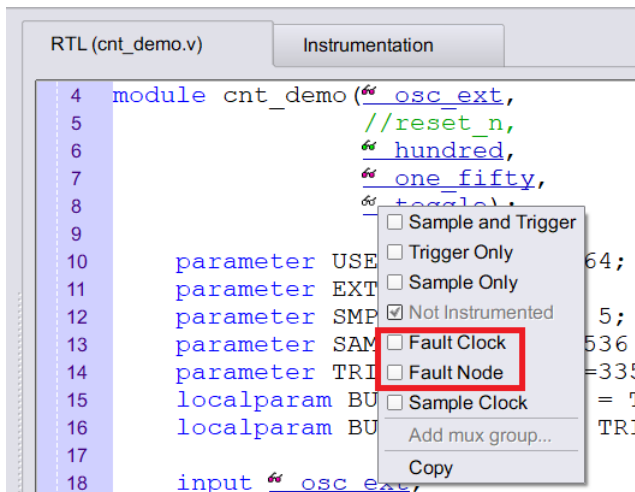 RTL (cnt_demo.v) Instrumentation
4 module cnt_demo( osc_ext,
5 //reset_n,
6 hundred,
7 one_fifty,
8 toggle);
Sample and Trigger
9
Trigger Only
10 parameter USE 64;
Sample Only
11 parameter EXT
Not Instrumented
12 parameter SMP 5;
Fault Clock
13 parameter SAM 536
Fault Node
14 parameter TRI =335
Sample Clock
15 localparam BU = T
Add mux group...
16 localparam BU TRI
17
Copy
18 input osc_ext,